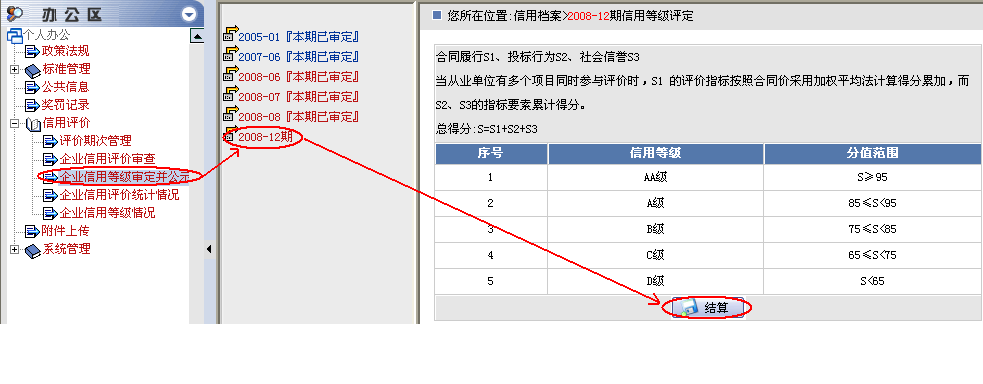 办公区
个人办公
政策法规
标准管理
公共信息
奖罚记录
信用评价
评价期次管理
企业信用评价审查
企业信用等级审定并公示
企业信用评价统计情况
企业信用等级情况
附件上传
系统管理
2005-01『本期已审定』
2007-06『本期已审定』
2008-06『本期已审定』
2008-07『本期已审定』
2008-08『本期已审定』
2008-12期
您所在位置:信用档案>2008-12期信用等级评定
合同履行S1、投标行为S2、社会信誉S3
当从业单位有多个项目同时参与评价时,S1 的评价指标按照合同价采用加权平均法计算得分累加,而
S2、S3的指标要素累计得分。
总得分:S=S1+S2+S3
序号 信用等级 分值范围
1 AA级 S≥95
2 A级 85≤S<95
3 B级 75≤S<85
4 C级 65≤S<75
5 D级 S<65
结算